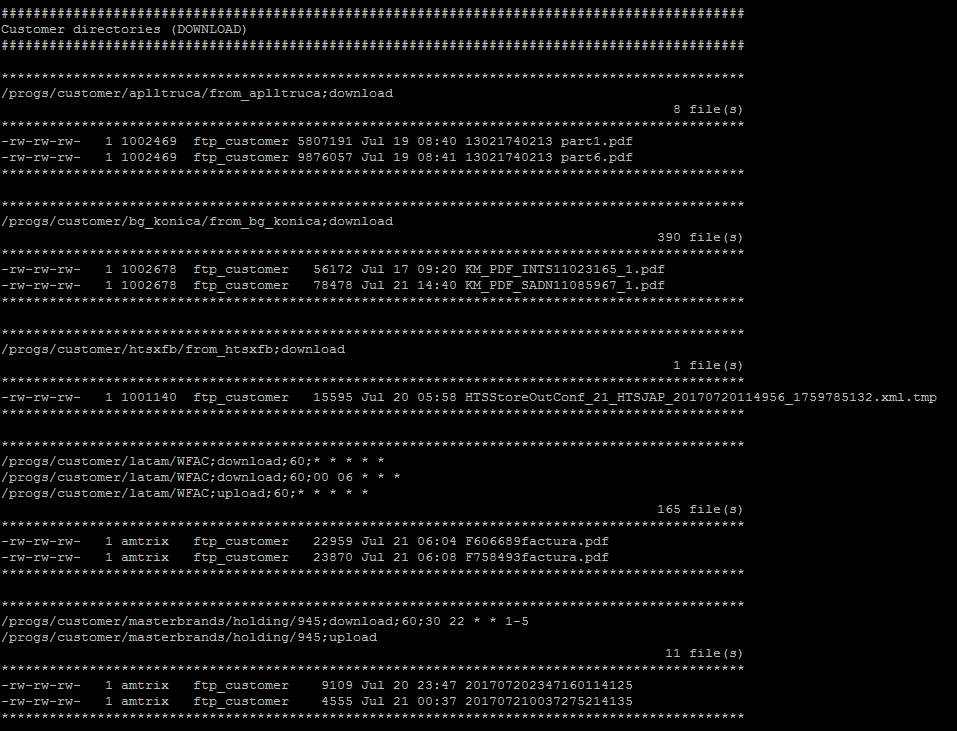 #############################################################################################
Customer directories (DOWNLOAD)
#############################################################################################
*********************************************************************************************
/progs/customer/aplltruca/from_aplltruca;download
8 file(s)
*********************************************************************************************
-rw-rw-rw-   1 1002469  ftp_customer 5807191 Jul 19 08:40 13021740213 part1.pdf
-rw-rw-rw-   1 1002469  ftp_customer 9876057 Jul 19 08:41 13021740213 part6.pdf
*********************************************************************************************
*********************************************************************************************
/progs/customer/bg_konica/from_bg_konica;download
390 file(s)
*********************************************************************************************
-rw-rw-rw-   1 1002678  ftp_customer   56172 Jul 17 09:20 KM_PDF_INTS11023165_1.pdf
-rw-rw-rw-   1 1002678  ftp_customer   78478 Jul 21 14:40 KM_PDF_SADN11085967_1.pdf
*********************************************************************************************
*********************************************************************************************
/progs/customer/htsxfb/from_htsxfb;download
1 file(s)
*********************************************************************************************
-rw-rw-rw-   1 1001140  ftp_customer   15595 Jul 20 05:58 HTSStoreOutConf_21_HTSJAP_20170720114956_1759785132.xml.tmp
*********************************************************************************************
*********************************************************************************************
/progs/customer/latam/WFAC;download;60;* * * * *
/progs/customer/latam/WFAC;download;60;00 06 * * *
/progs/customer/latam/WFAC;upload;60;* * * * *
165 file(s)
*********************************************************************************************
-rw-rw-rw-   1 amtrix   ftp_customer   22959 Jul 21 06:04 F606689factura.pdf
-rw-rw-rw-   1 amtrix   ftp_customer   23870 Jul 21 06:08 F758493factura.pdf
*********************************************************************************************
*********************************************************************************************
/progs/customer/masterbrands/holding/945;download;60;30 22 * * 1-5
/progs/customer/masterbrands/holding/945;upload
11 file(s)
*********************************************************************************************
-rw-rw-rw-   1 amtrix   ftp_customer    9109 Jul 20 23:47 201707202347160114125
-rw-rw-rw-   1 amtrix   ftp_customer    4555 Jul 21 00:37 201707210037275214135
*********************************************************************************************